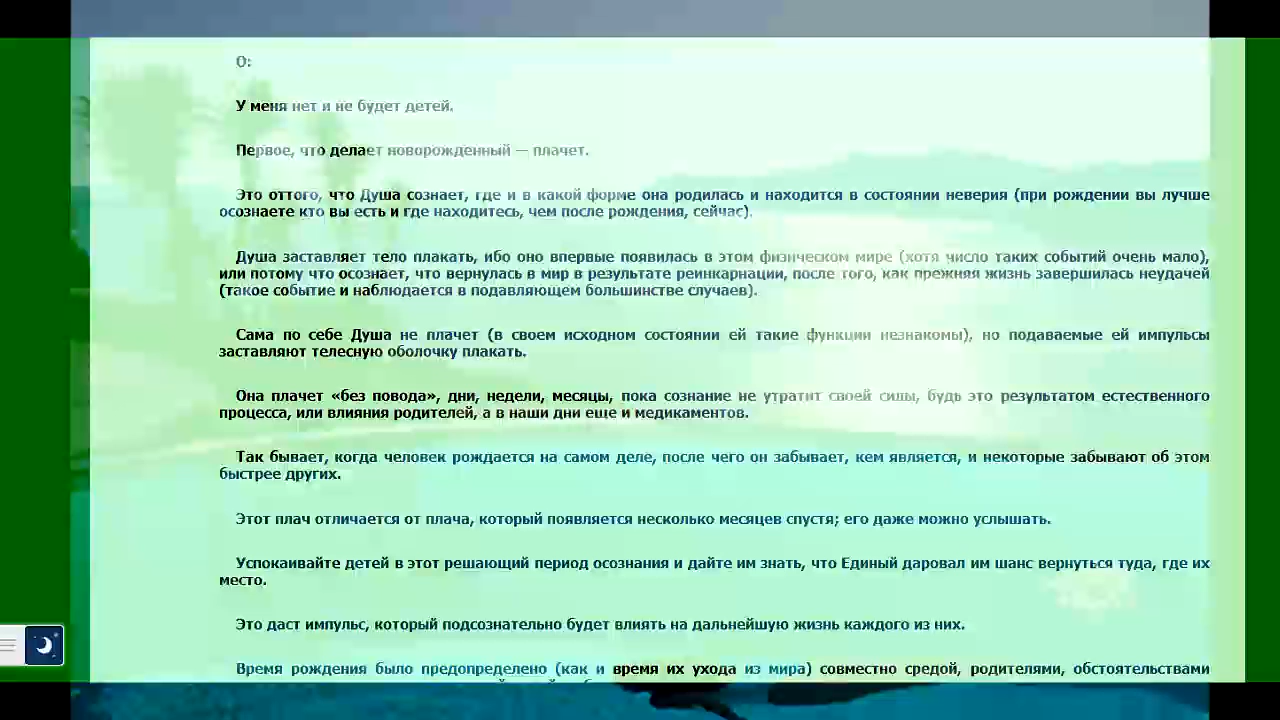 О:
У меня нет и не будет детей.
Первое, что делает новорожденный — плачет.
Это оттого, что Душа сознает, где и в какой форме она родилась и находится в состоянии неверия (при рождении вы лучше
осознаете кто вы есть и где находитесь, чем после рождения, сейчас).
Душа заставляет тело плакать, ибо оно впервые появилась в этом физическом мире (хотя число таких событий очень мало),
или потому что осознает, что вернулась в мир в результате реинкарнации, после того, как прежняя жизнь завершилась неудачей
(такое событие и наблюдается в подавляющем большинстве случаев).
Сама по себе Душа не плачет (в своем исходном состоянии ей такие функции незнакомы), но подаваемые ей импульсы
заставляют телесную оболочку плакать.
Она плачет «без повода», дни, недели, месяцы, пока сознание не утратит своей силы, будь это результатом естественного
процесса, или влияния родителей, а в наши дни еще и медикаментов.
Так бывает, когда человек рождается на самом деле, после чего он забывает, кем является, и некоторые забывают об этом
быстрее других.
Этот плач отличается от плача, который появляется несколько месяцев спустя; его даже можно услышать.
Успокаивайте детей в этот решающий период осознания и дайте им знать, что Единый даровал им шанс вернуться туда, где их
место.
Это даст импульс, который подсознательно будет влиять на дальнейшую жизнь каждого из них.
Время рождения было предопределено (как и время их ухода из мира) совместно средой, родителями, обстоятельствами